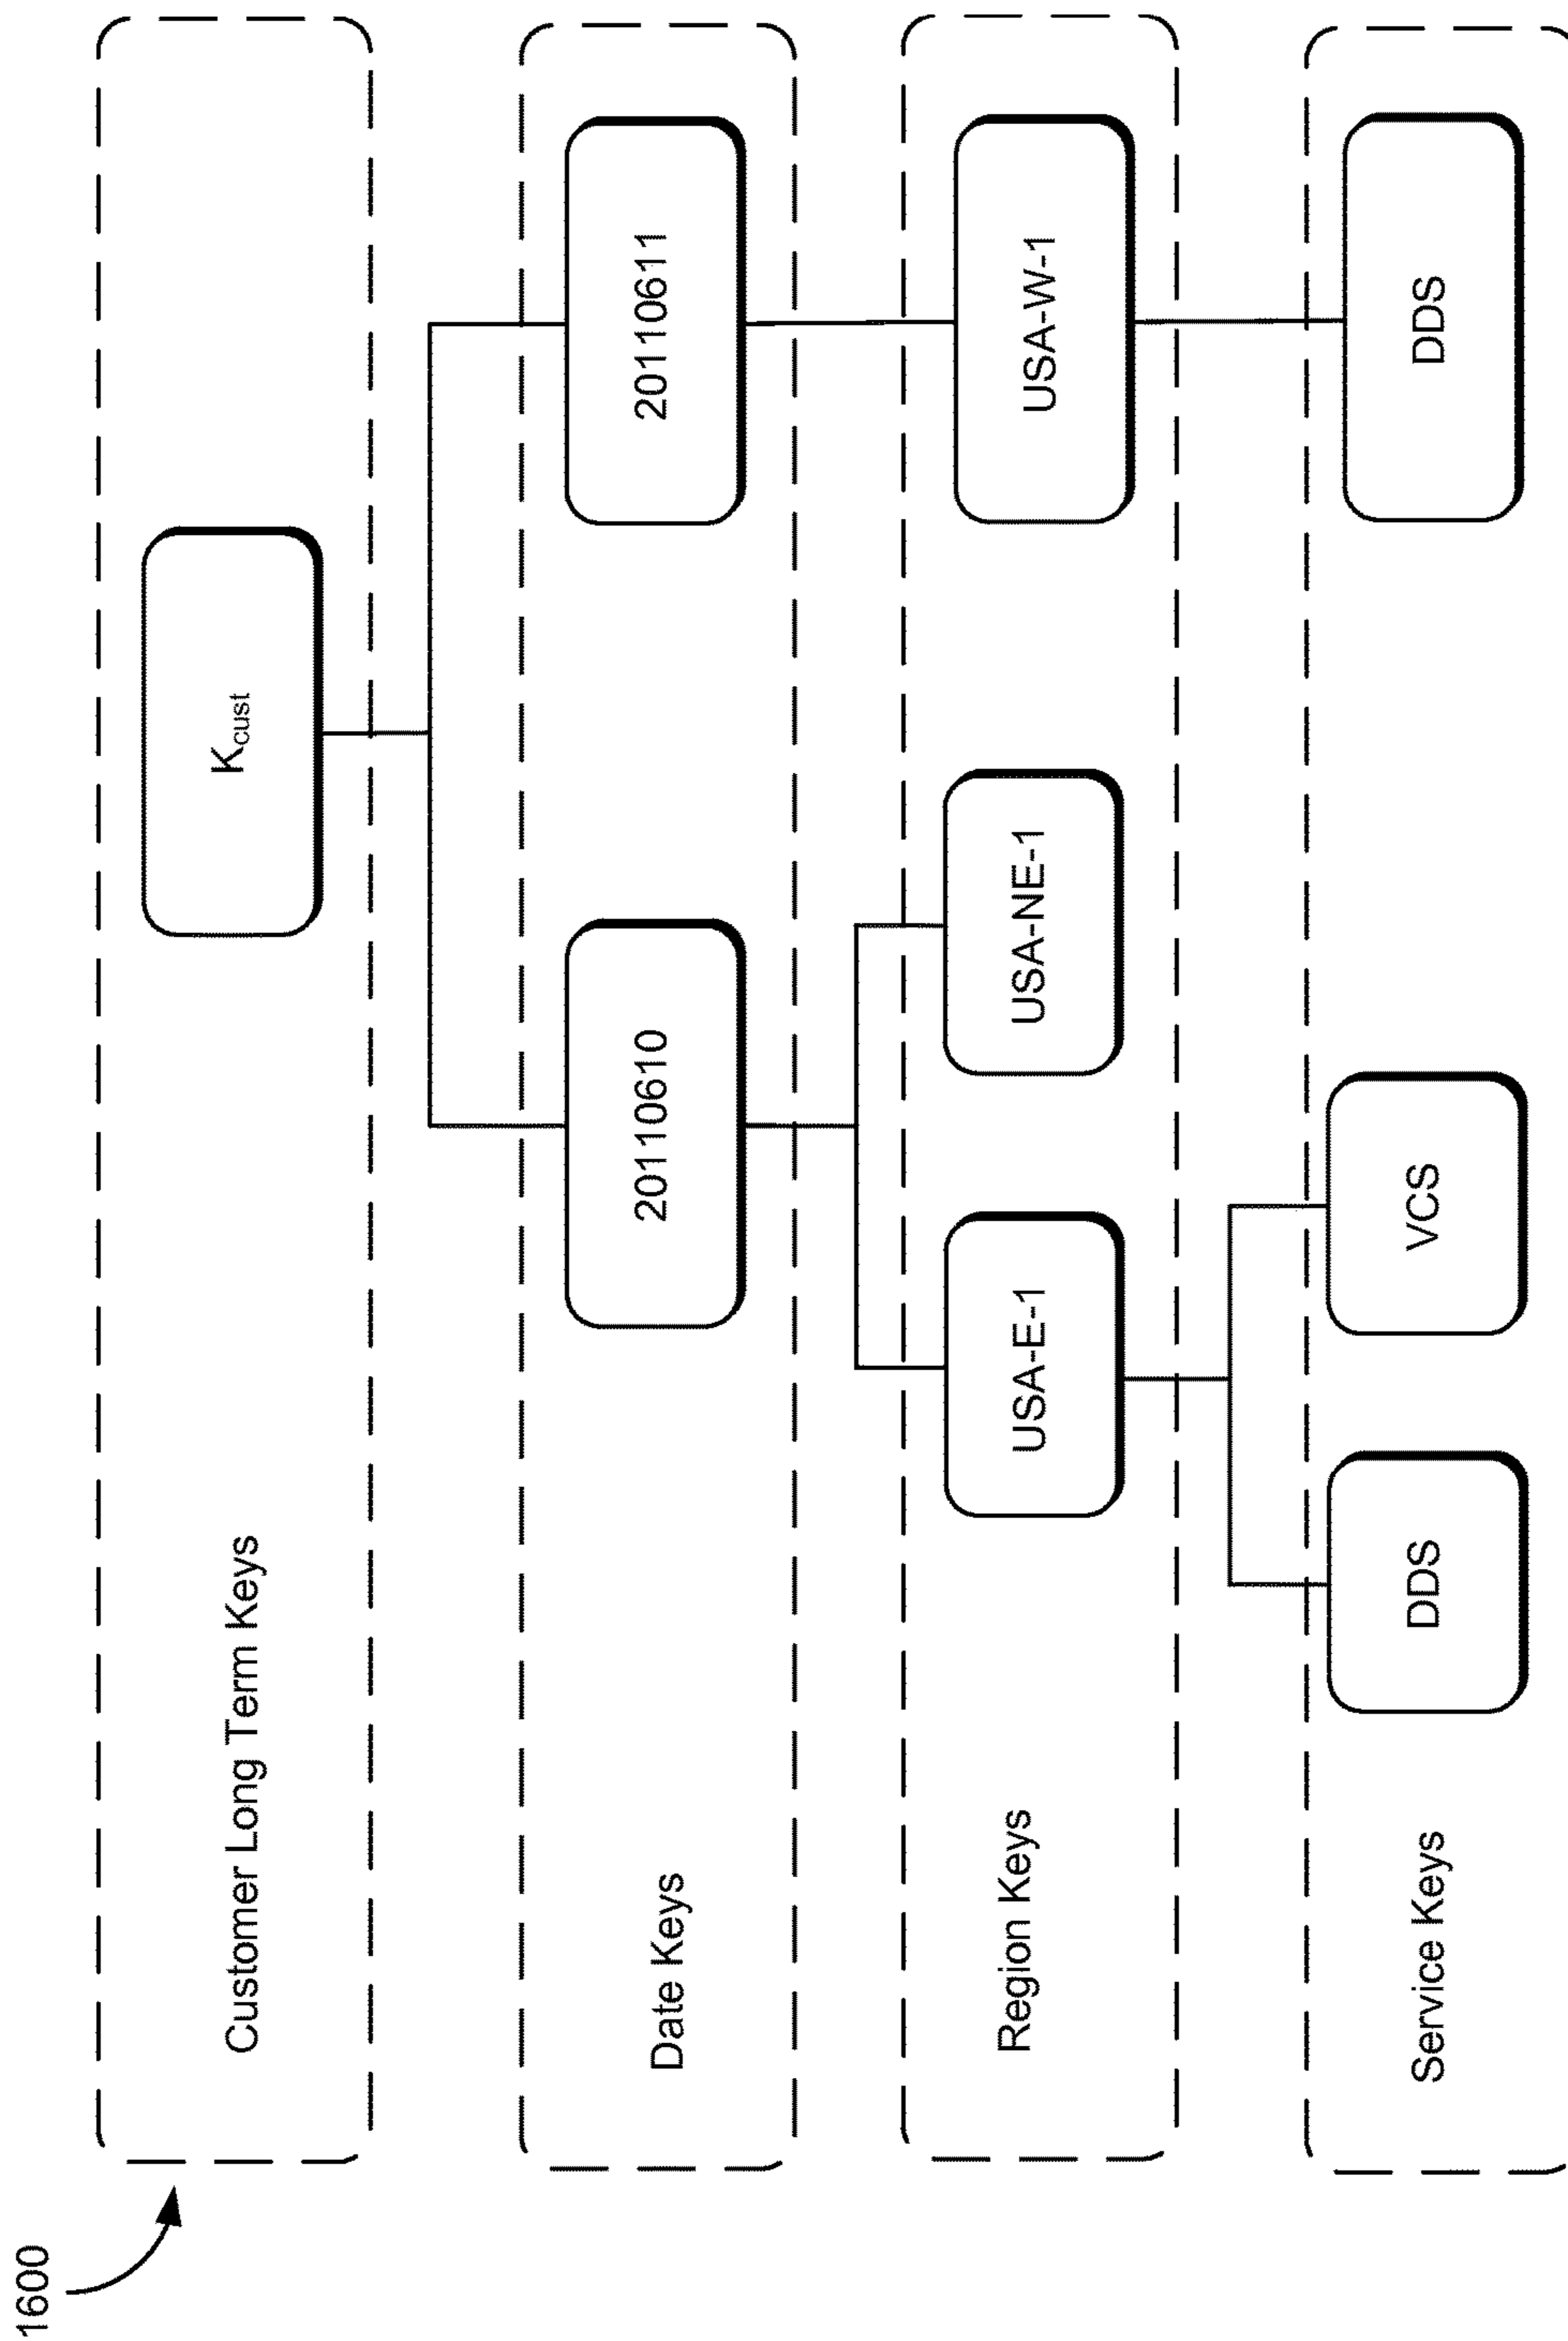 1600
Customer Long Term Keys
Kcust
Date Keys
20110610
20110611
Region Keys
USA-E-1
USA-NE-1
USA-W-1
Service Keys
DDS
VCS
DDS